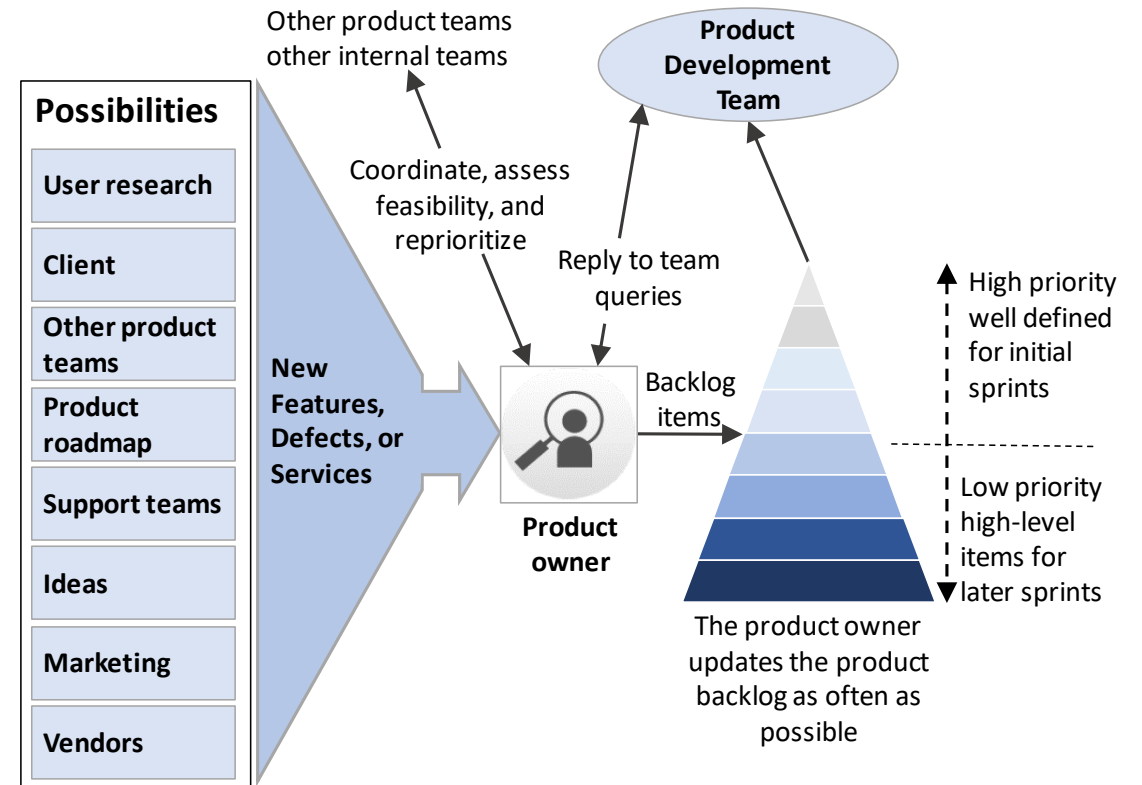 Other product teams
other internal teams
Product
Development
Team
Possibilities
User research
Client
Other product
teams
Product
roadmap
Support teams
Ideas
Marketing
Vendors
New
Features,
Defects, or
Services
Coordinate, assess
feasibility, and
reprioritize
Reply to team
queries
Product
owner
Backlog
items
High priority
well defined
for initial
sprints
Low priority
high-level
items for
later sprints
The product owner
updates the product
backlog as often as
possible